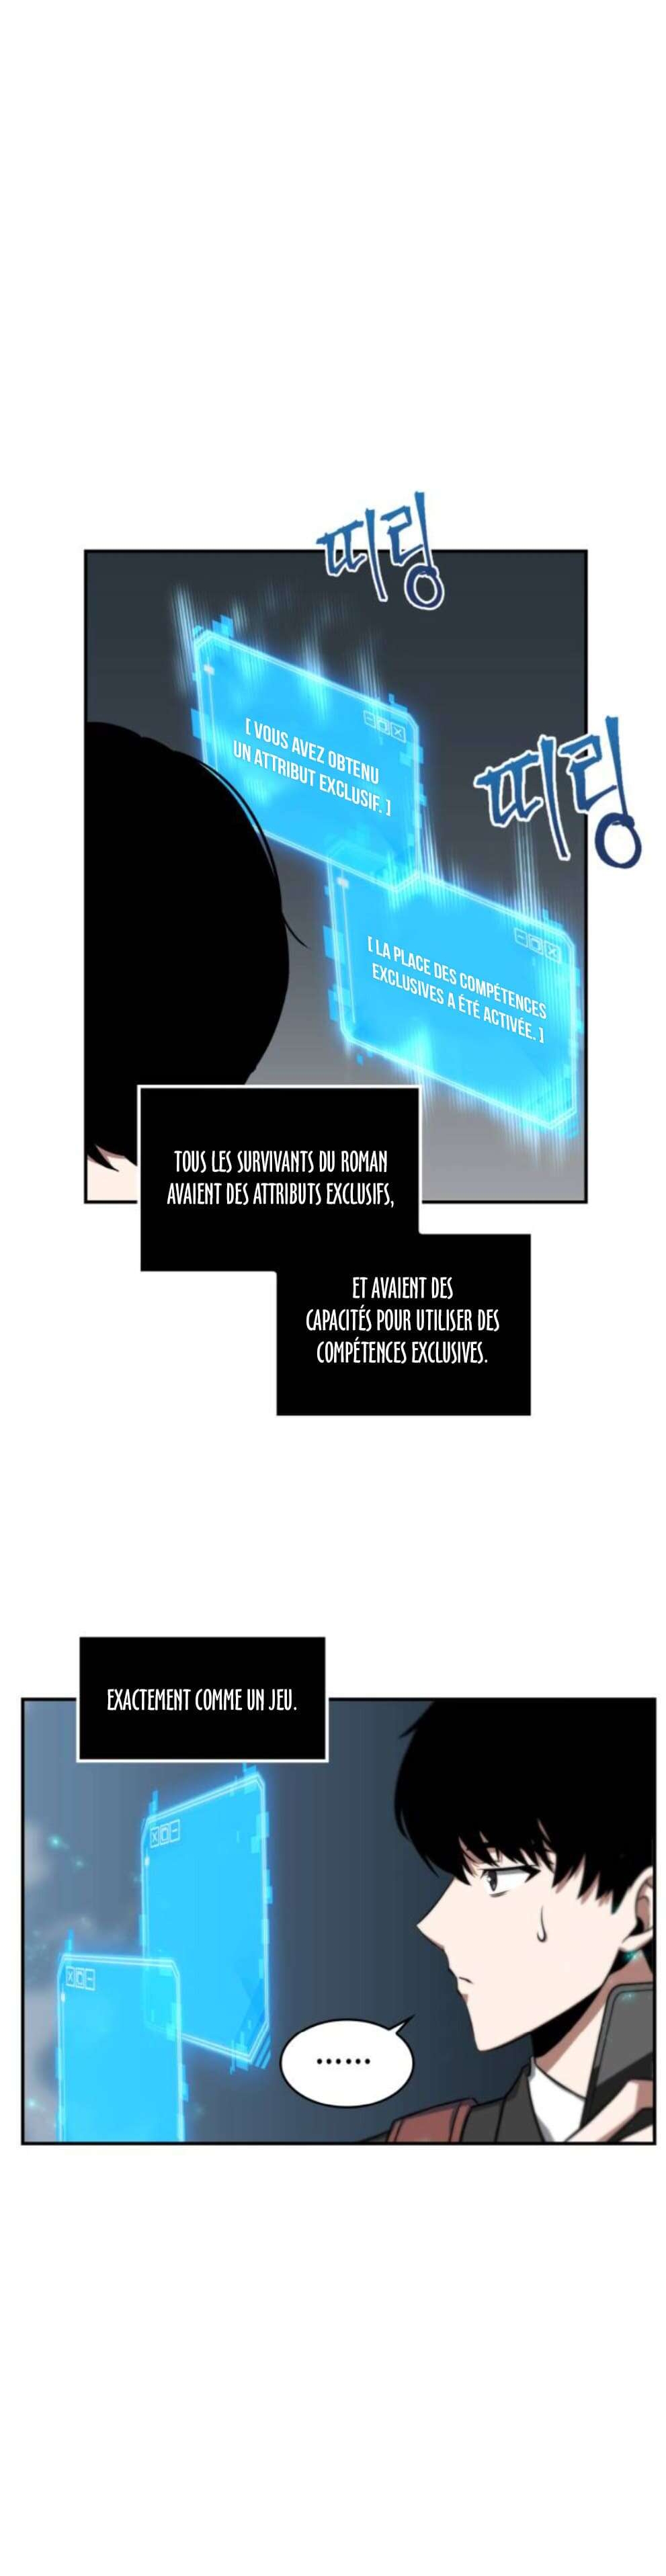 띠링
[ VOUS AVEZ OBTENU
UN ATTRIBUT EXCLUSIF. ]
띠링
[ LA PLACE DES COMPÉTENCES
EXCLUSIVES A ÉTÉ ACTIVÉE. ]
TOUS LES SURVIVANTS DU ROMAN
AVAIENT DES ATTRIBUTS EXCLUSIFS,
ET AVAIENT DES
CAPACITÉS POUR UTILISER DES
COMPÉTENCES EXCLUSIVES.
EXACTEMENT COMME UN JEU.
......